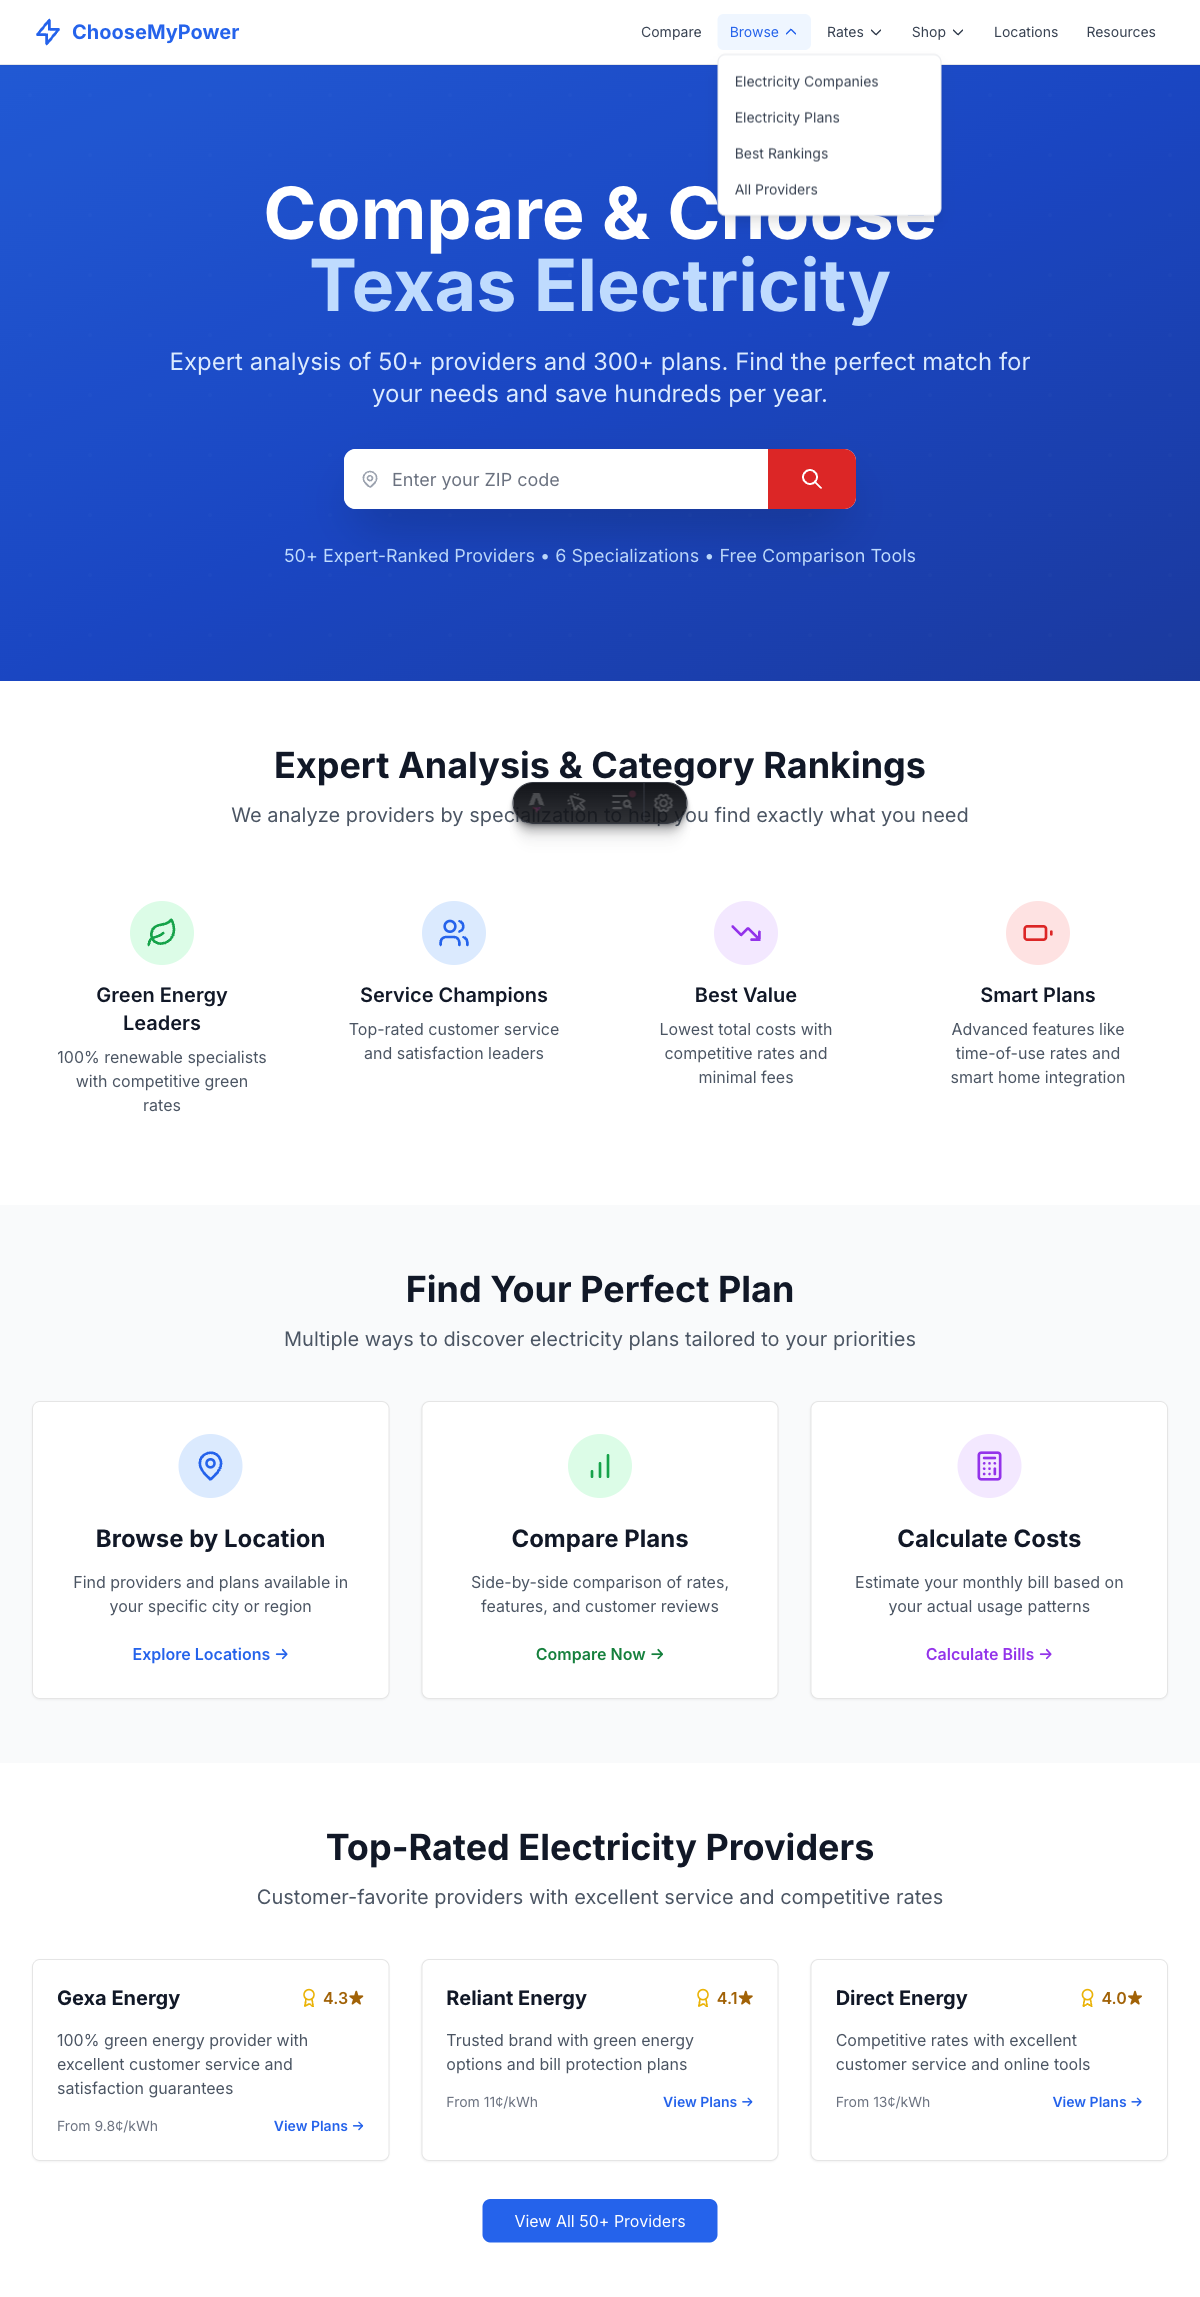 ChooseMyPower
Compare
Browse
Rates
Shop
Locations
Resources
Electricity Companies
Electricity Plans
Best Rankings
All Providers
Compare & Choose
Texas Electricity
Expert analysis of 50+ providers and 300+ plans. Find the perfect match for
your needs and save hundreds per year.
Enter your ZIP code
50+ Expert-Ranked Providers • 6 Specializations • Free Comparison Tools
Expert Analysis & Category Rankings
We analyze providers by specialization to help you find exactly what you need
Green Energy
Leaders
100% renewable specialists
with competitive green
rates
Service Champions
Top-rated customer service
and satisfaction leaders
Best Value
Lowest total costs with
competitive rates and
minimal fees
Smart Plans
Advanced features like
time-of-use rates and
smart home integration
Find Your Perfect Plan
Multiple ways to discover electricity plans tailored to your priorities
Browse by Location
Find providers and plans available in
your specific city or region
Explore Locations →
Compare Plans
Side-by-side comparison of rates,
features, and customer reviews
Compare Now →
Calculate Costs
Estimate your monthly bill based on
your actual usage patterns
Calculate Bills →
Top-Rated Electricity Providers
Customer-favorite providers with excellent service and competitive rates
Gexa Energy
4.3★
100% green energy provider with
excellent customer service and
satisfaction guarantees
From 9.8¢/kWh
View Plans →
Reliant Energy
4.1★
Trusted brand with green energy
options and bill protection plans
From 11¢/kWh
View Plans →
Direct Energy
4.0★
Competitive rates with excellent
customer service and online tools
From 13¢/kWh
View Plans →
View All 50+ Providers